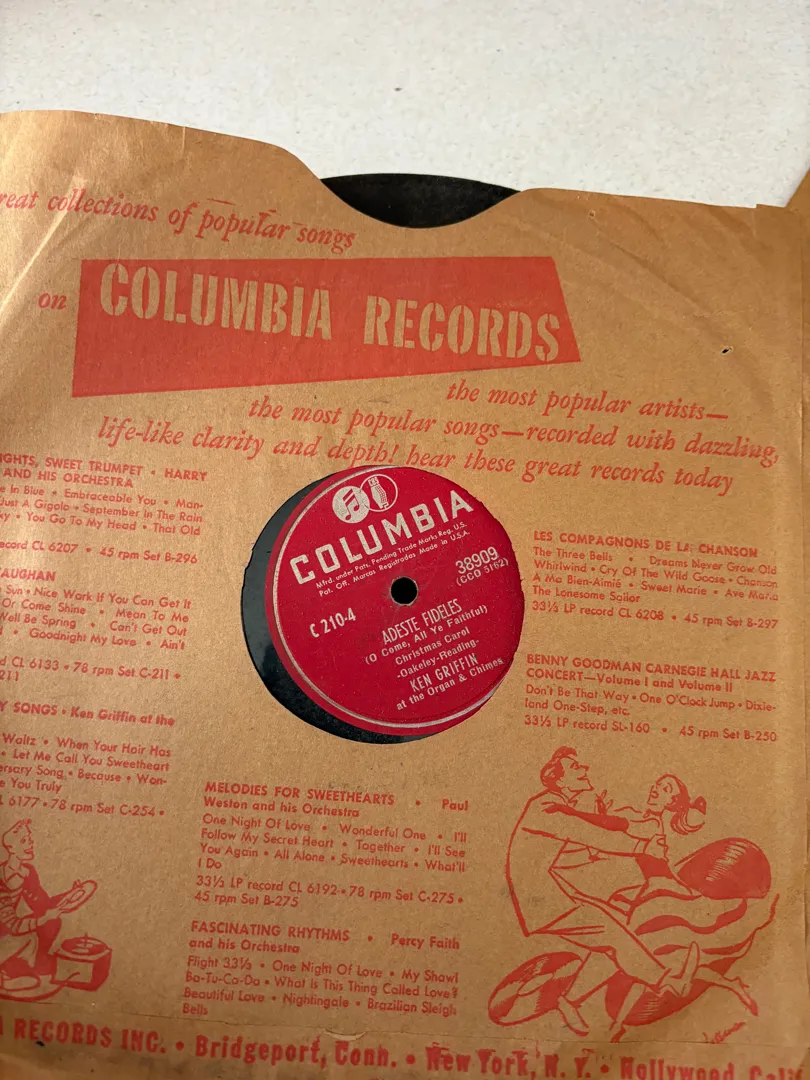 reat collections of popular songs
on COLUMBIA RECORDS
the most popular artists—
the most popular songs—recorded with dazzling,
life-like clarity and depth! hear these great records today
IGHTS, SWEET TRUMPET • HARRY
AND HIS ORCHESTRA
e In Blue • Embraceable You • Man-
Just A Gigolo • September In The Rain
ky • You Go To My Head • That Old
ecord CL 6207 • 45 rpm Set B-296
AUGHAN
Sun • Nice Work If You Can Get It
Or Come Shine • Mean To Me
Well Be Spring • Can't Get Out
• Goodnight My Love • Ain't
d CL 6133 • 78 rpm Set C-211 •
211
Y SONGS • Ken Griffin at the
Waltz • When Your Hair Has
• Let Me Call You Sweetheart
ersary Song • Because • Won-
e You Truly
L 6177 • 78 rpm Set C-254 •
COLUMBIA
Mfrd. under Pats. Pending Trade Marks Reg. U.S.
Pat. Off. Marcas Registradas Made in U.S.A.
38909
(CCO 5162)
C 210-4
ADESTE FIDELES
(O Come, All Ye Faithful)
Christmas Carol
-Oakeley-Reading-
KEN GRIFFIN
at the Organ & Chimes
LES COMPAGNONS DE LA CHANSON
The Three Bells • Dreams Never Grow Old
Whirlwind • Cry Of The Wild Goose • Chanson
A Ma Bien-Aimié • Sweet Marie • Ave Maria
The Lonesome Sailor
33⅓ LP record CL 6208 • 45 rpm Set B-297
BENNY GOODMAN CARNEGIE HALL JAZZ
CONCERT—Volume I and Volume II
Don't Be That Way • One O'Clock Jump • Dixie-
land One-Step, etc.
33⅓ LP record SL-160 • 45 rpm Set B-250
MELODIES FOR SWEETHEARTS • Paul
Weston and his Orchestra
One Night Of Love • Wonderful One • I'll
Follow My Secret Heart • Together • I'll See
You Again • All Alone • Sweethearts • What'll
I Do
33⅓ LP record CL 6192 • 78 rpm Set C-275 •
45 rpm Set B-275
FASCINATING RHYTHMS • Percy Faith
and his Orchestra
Flight 33⅓ • One Night Of Love • My Shawl
Ba-Tu-Ca-Da • What Is This Thing Called Love?
Beautiful Love • Nightingale • Brazilian Sleigh
Bells
A RECORDS INC. • Bridgeport, Conn. • New York, N. Y. • Hollywood, Calif